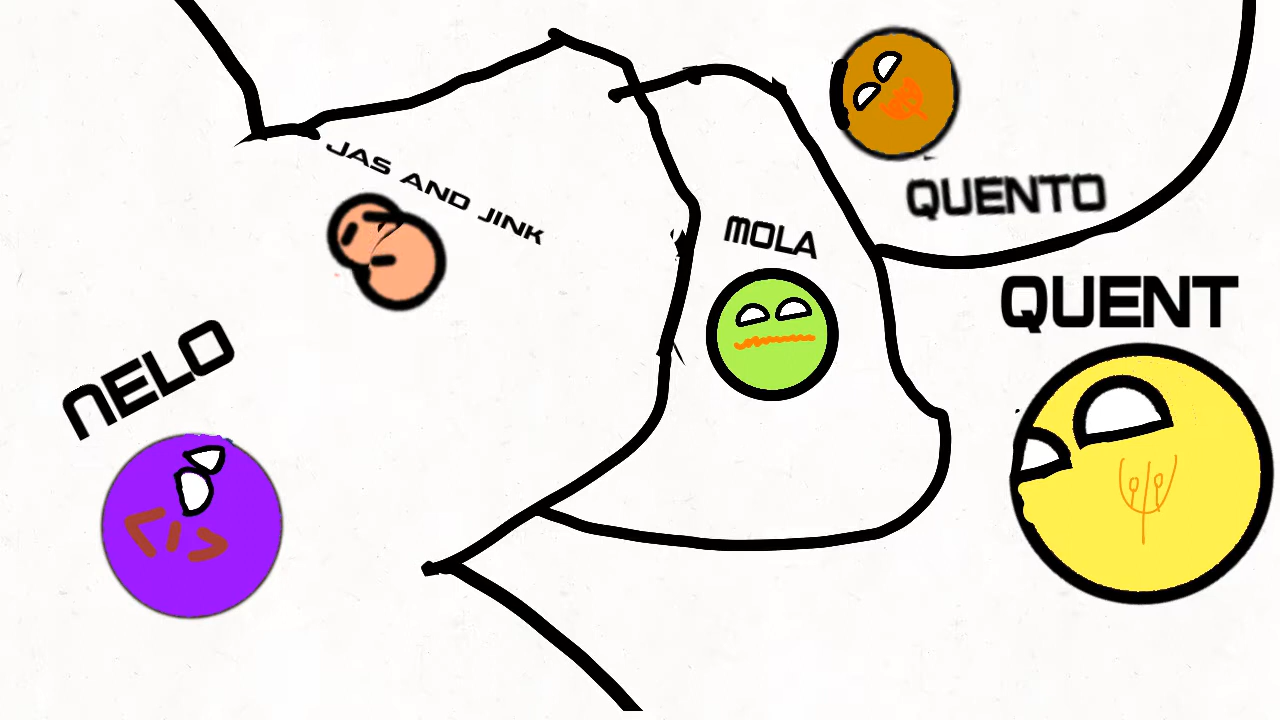 QUENTO
JAS AND JINK
MOLA
QUENT
NELO
</>